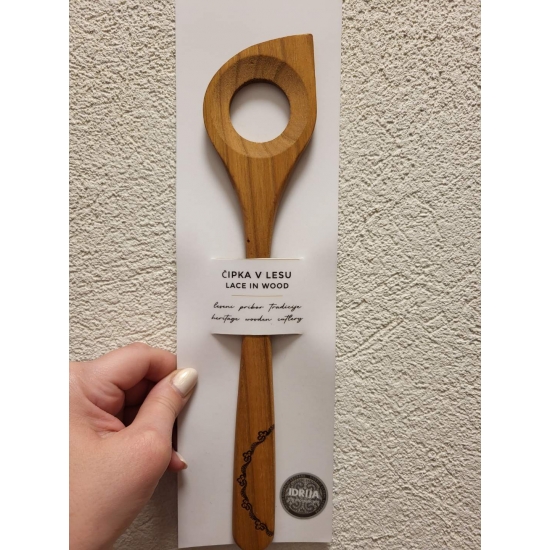 ČIPKA V LESU
LACE IN WOOD
lesene pribor tradicije
heritage wooden cutlery
IDRIJA